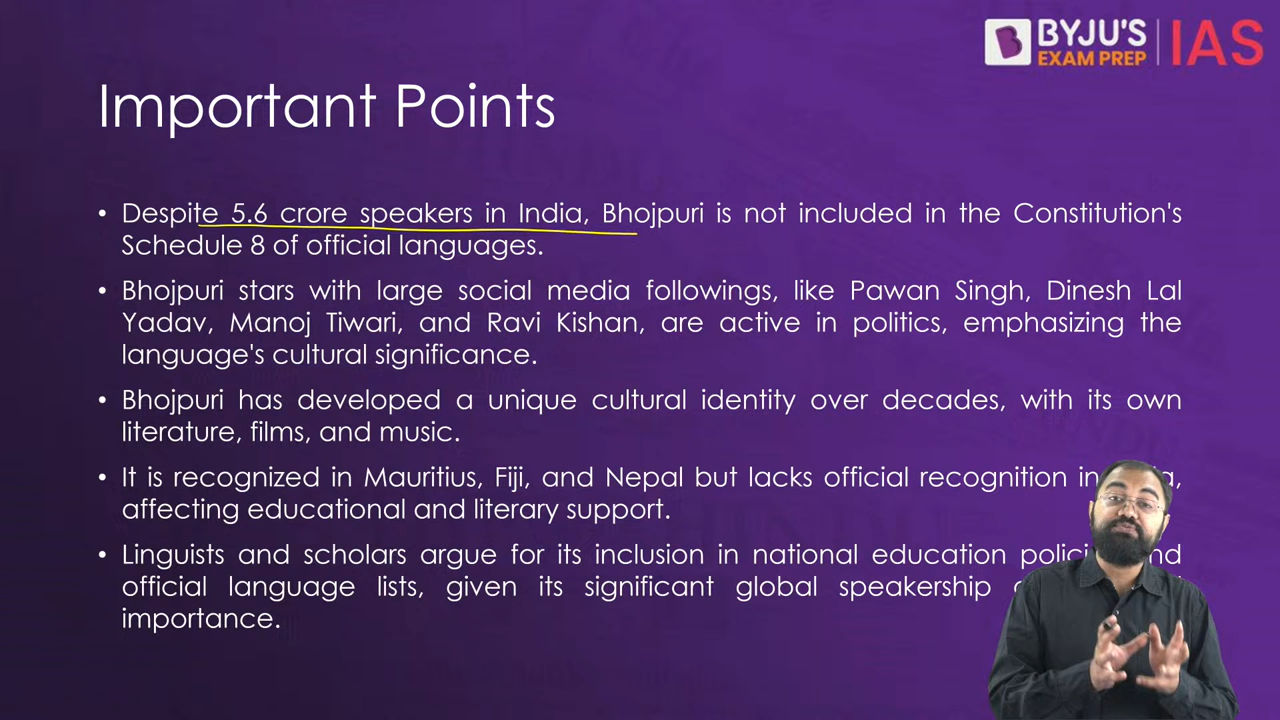 BYJU'S
EXAM PREP
IAS
Important Points
• Despite 5.6 crore speakers in India, Bhojpuri is not included in the Constitution's
Schedule 8 of official languages.
• Bhojpuri stars with large social media followings, like Pawan Singh, Dinesh Lal
Yadav, Manoj Tiwari, and Ravi Kishan, are active in politics, emphasizing the
language's cultural significance.
• Bhojpuri has developed a unique cultural identity over decades, with its own
literature, films, and music.
• It is recognized in Mauritius, Fiji, and Nepal but lacks official recognition in
affecting educational and literary support.
• Linguists and scholars argue for its inclusion in national education
official language lists, given its significant global speakership
importance.